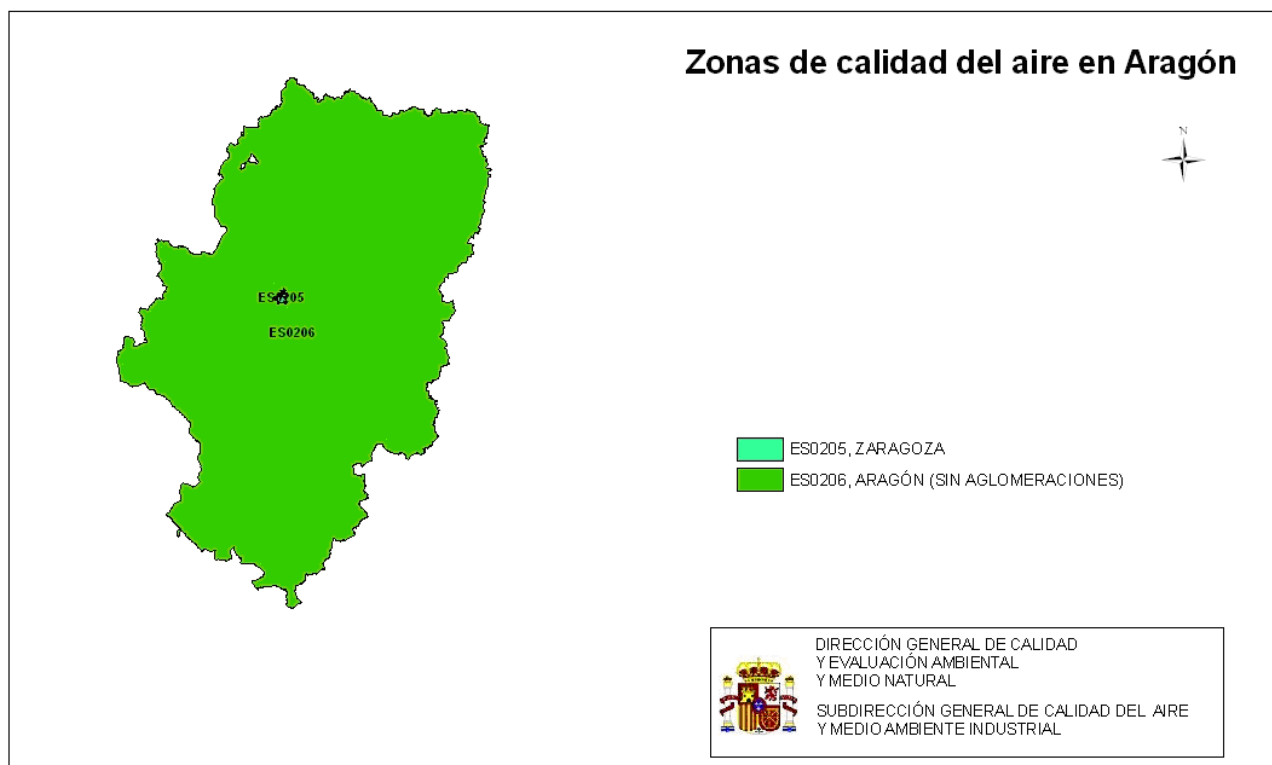 Zonas de calidad del aire en Aragón
N
ES0205
ES0206
ES0205, ZARAGOZA
ES0206, ARAGÓN (SIN AGLOMERACIONES)
DIRECCIÓN GENERAL DE CALIDAD
Y EVALUACIÓN AMBIENTAL
Y MEDIO NATURAL
SUBDIRECCIÓN GENERAL DE CALIDAD DEL AIRE
Y MEDIO AMBIENTE INDUSTRIAL